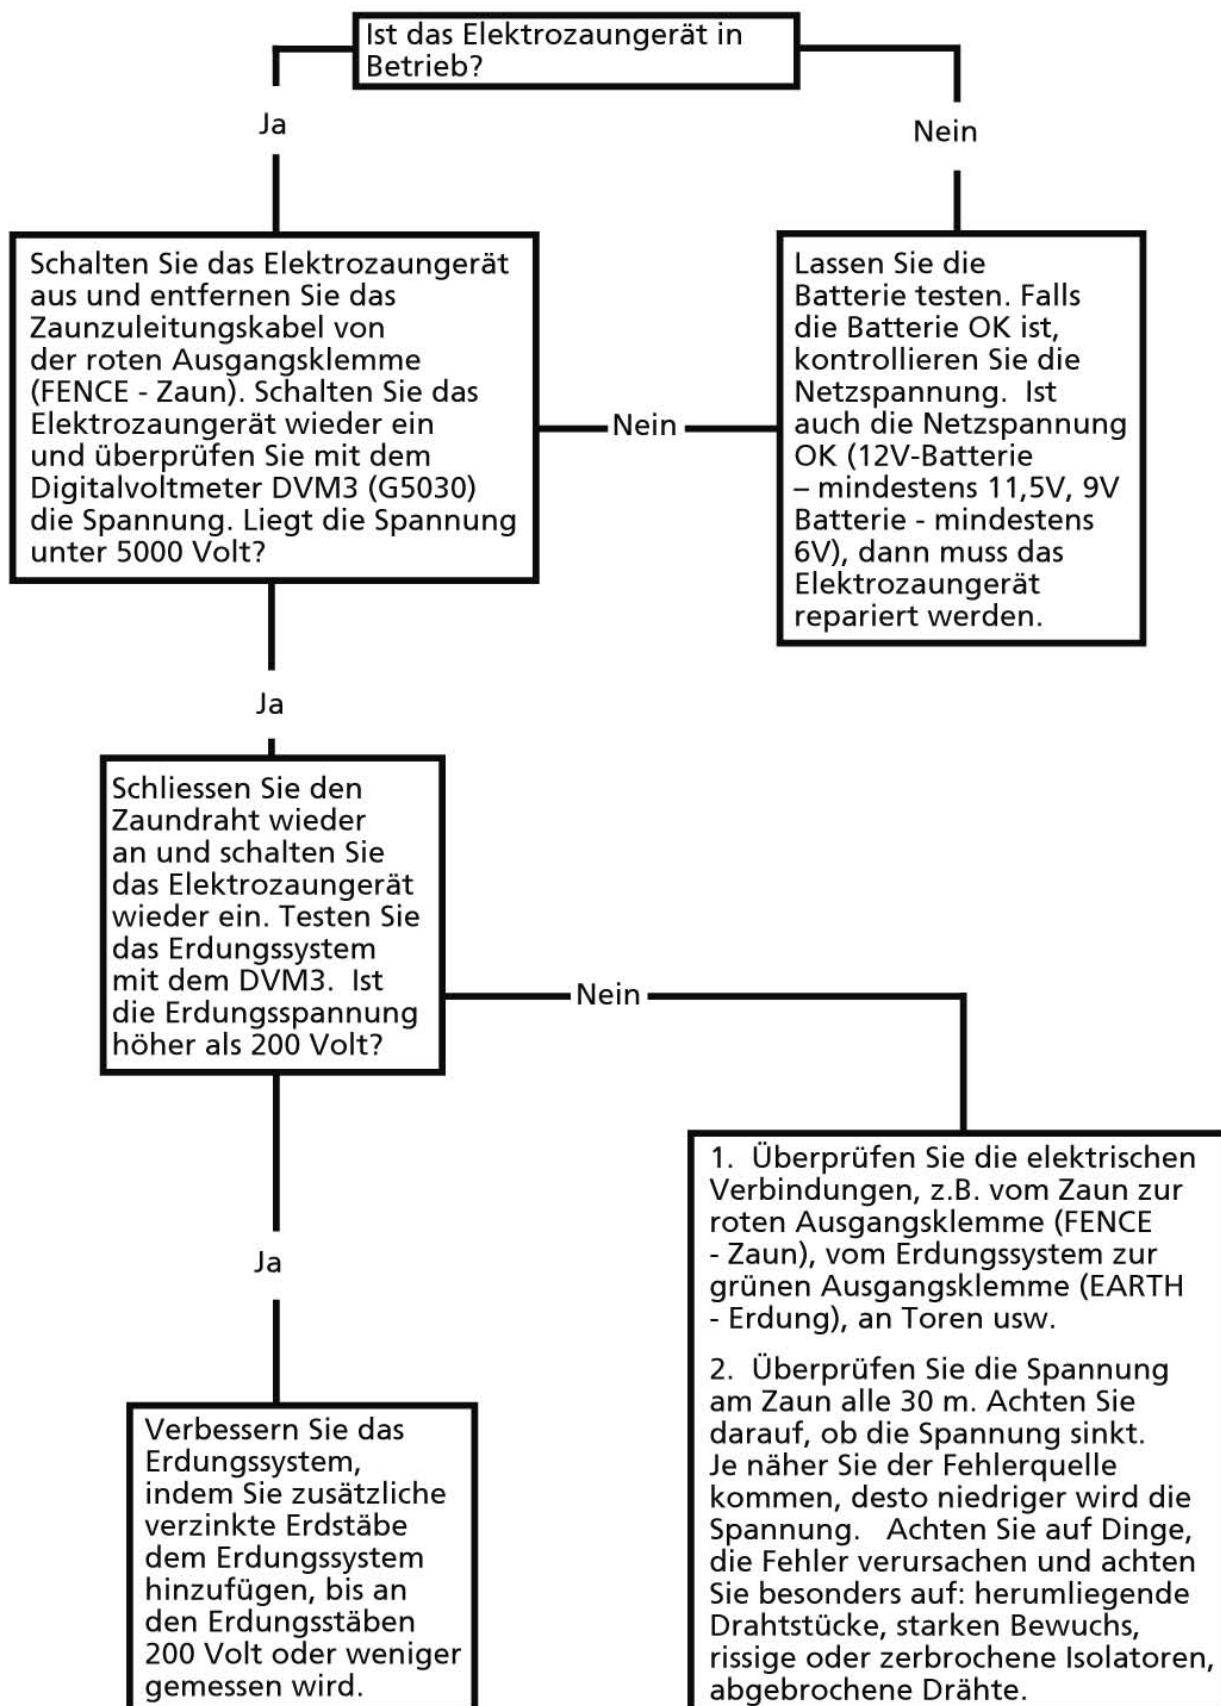 Ist das Elektrozaungerät in
Betrieb?
Ja
Nein
Schalten Sie das Elektrozaungerät
aus und entfernen Sie das
Zaunzuleitungskabel von
der roten Ausgangsklemme
(FENCE - Zaun). Schalten Sie das
Elektrozaungerät wieder ein
und überprüfen Sie mit dem
Digitalvoltmeter DVM3 (G5030)
die Spannung. Liegt die Spannung
unter 5000 Volt?
Nein
Lassen Sie die
Batterie testen. Falls
die Batterie OK ist,
kontrollieren Sie die
Netzspannung.  Ist
auch die Netzspannung
OK (12V-Batterie
– mindestens 11,5V, 9V
Batterie - mindestens
6V), dann muss das
Elektrozaungerät
repariert werden.
Ja
Schliessen Sie den
Zaundraht wieder
an und schalten Sie
das Elektrozaungerät
wieder ein. Testen Sie
das Erdungssystem
mit dem DVM3.  Ist
die Erdungsspannung
höher als 200 Volt?
Nein
Ja
Verbessern Sie das
Erdungssystem,
indem Sie zusätzliche
verzinkte Erdstäbe
dem Erdungssystem
hinzufügen, bis an
den Erdungsstäben
200 Volt oder weniger
gemessen wird.
1.  Überprüfen Sie die elektrischen
Verbindungen, z.B. vom Zaun zur
roten Ausgangsklemme (FENCE
- Zaun), vom Erdungssystem zur
grünen Ausgangsklemme (EARTH
- Erdung), an Toren usw.
2.  Überprüfen Sie die Spannung
am Zaun alle 30 m. Achten Sie
darauf, ob die Spannung sinkt.
Je näher Sie der Fehlerquelle
kommen, desto niedriger wird die
Spannung.   Achten Sie auf Dinge,
die Fehler verursachen und achten
Sie besonders auf: herumliegende
Drahtstücke, starken Bewuchs,
rissige oder zerbrochene Isolatoren,
abgebrochene Drähte.